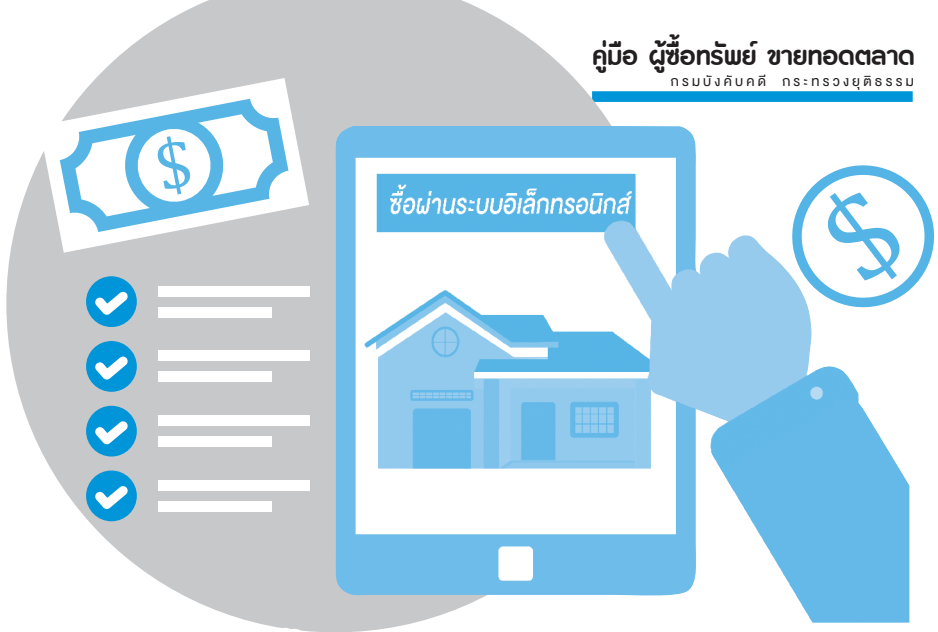 คู่มือ ผู้ซื้อทรัพย์ ขายทอดตลาด
กรมบังคับคดี กระทรวงยุติธรรม
$
ซื้อผ่านระบบอิเล็กทรอนิกส์
$